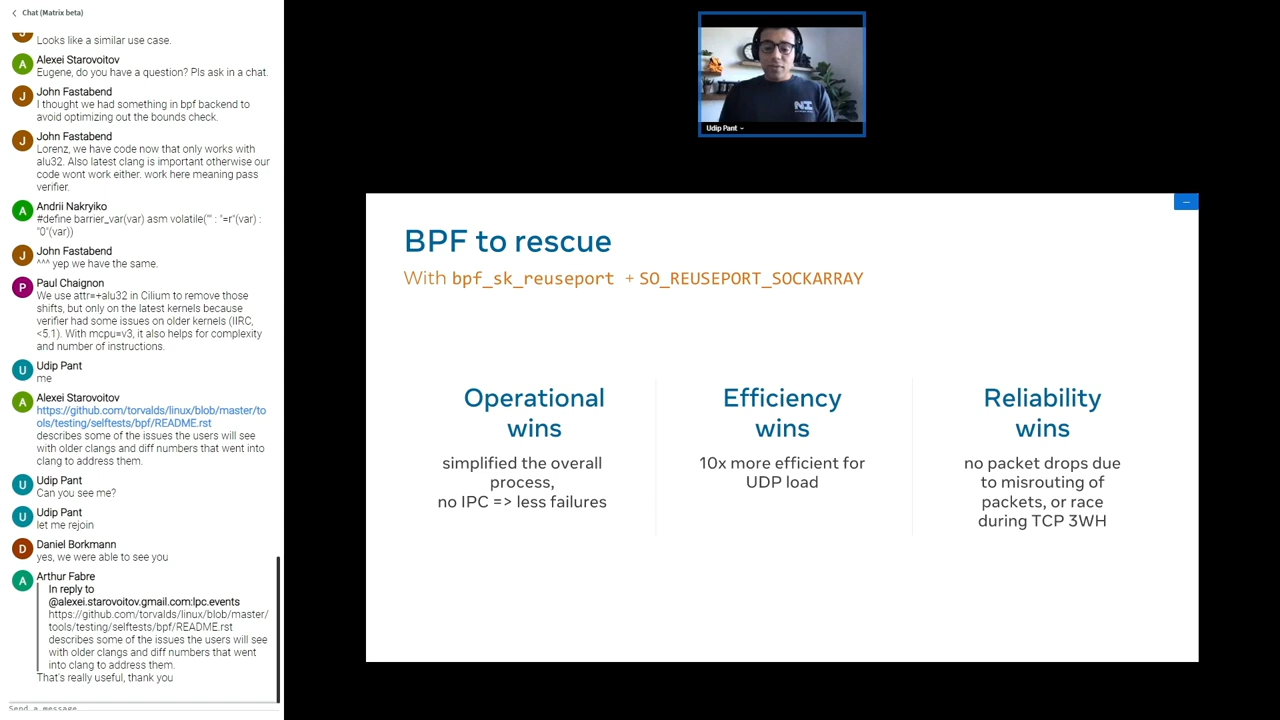 Chat (Matrix beta)
Looks like a similar use case.
Alexei Starovoitov
Eugene, do you have a question? Pls ask in a chat.
John Fastabend
I thought we had something in bpf backend to
avoid optimizing out the bounds check.
John Fastabend
Lorenz, we have code now that only works with
alu32. Also latest clang is important otherwise our
code wont work either. work here meaning pass
verifier.
Andrii Nakryiko
#define barrier_var(var) asm volatile("" : "=r"(var) :
"0"(var))
John Fastabend
^^^ yep we have the same.
Paul Chaignon
We use attr=+alu32 in Cilium to remove those
shifts, but only on the latest kernels because
verifier had some issues on older kernels (IIRC,
<5.1). With mcpu=v3, it also helps for complexity
and number of instructions.
Udip Pant
me
Alexei Starovoitov
https://github.com/torvalds/linux/blob/master/to
ols/testing/selftests/bpf/README.rst
describes some of the issues the users will see
with older clangs and diff numbers that went into
clang to address them.
Udip Pant
Can you see me?
Udip Pant
let me rejoin
Daniel Borkmann
yes, we were able to see you
Arthur Fabre
In reply to
@alexei.starovoitov.gmail.com:lpc.events
https://github.com/torvalds/linux/blob/master/
tools/testing/selftests/bpf/README.rst
describes some of the issues the users will see
with older clangs and diff numbers that went
into clang to address them.
That's really useful, thank you
Send a message
Udip Pant
BPF to rescue
With bpf_sk_reuseport + SO_REUSEPORT_SOCKARRAY
Operational
wins
simplified the overall
process,
no IPC => less failures
Efficiency
wins
10x more efficient for
UDP load
Reliability
wins
no packet drops due
to misrouting of
packets, or race
during TCP 3WH